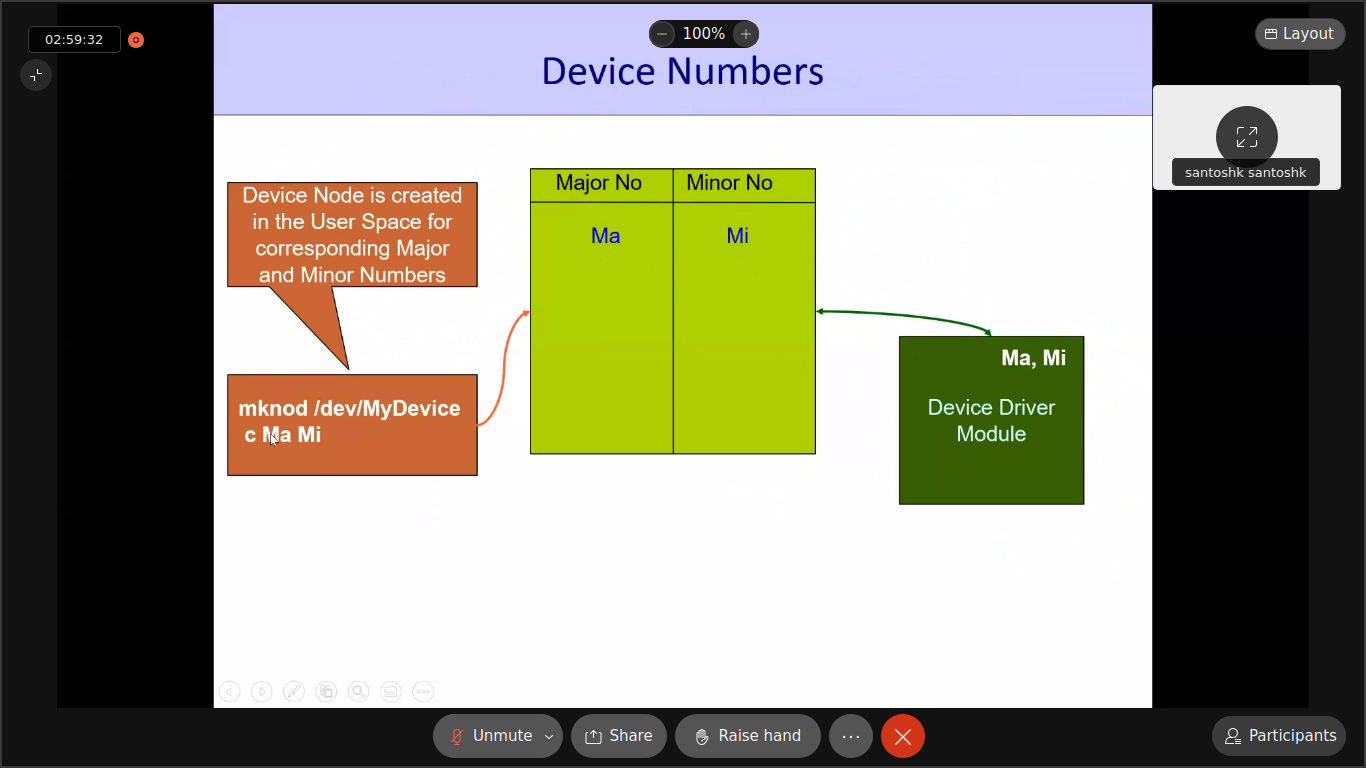 02:59:32
100%
Layout
Device Numbers
santoshk santoshk
Device Node is created
in the User Space for
corresponding Major
and Minor Numbers
Major No Minor No
Ma Mi
mknod /dev/MyDevice
c Ma Mi
Ma, Mi
Device Driver
Module
Unmute
Share
Raise hand
Participants